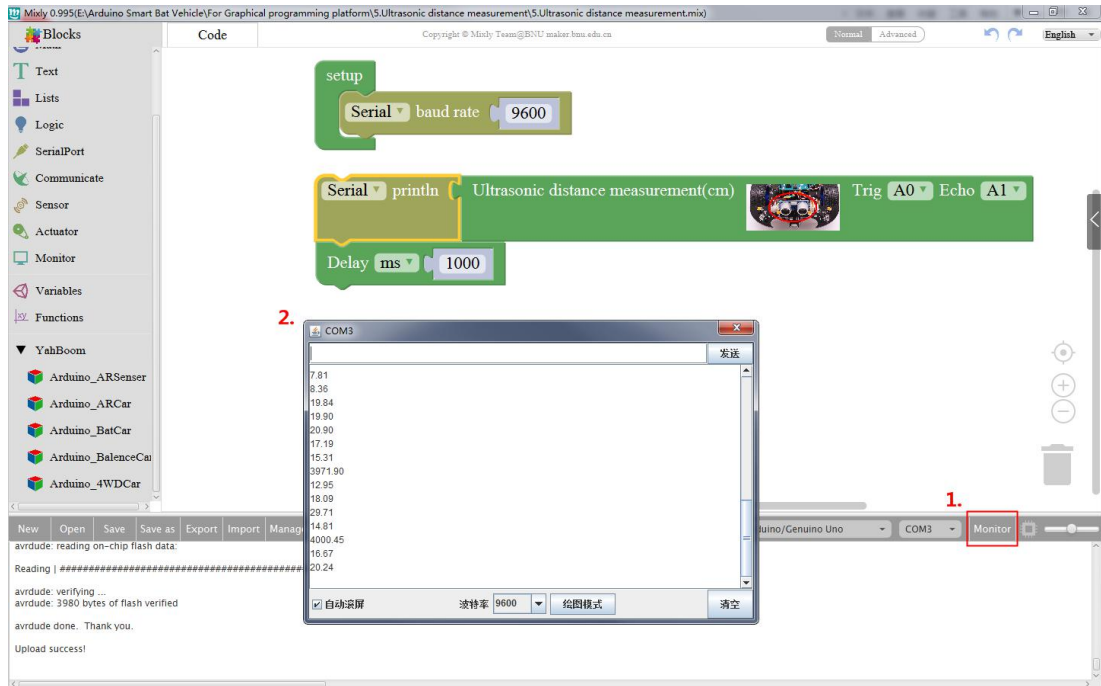 Mixly 0.995(E:\Arduino Smart Bat Vehicle\For Graphical programming platform\5.Ultrasonic distance measurement\5.Ultrasonic distance measurement.mix)
Blocks
Code
Copyright © Mixly Team@BNU maker.bnu.edu.cn
Normal Advanced
English
Math
Text
Lists
Logic
SerialPort
Communicate
Sensor
Actuator
Monitor
Variables
Functions
YahBoom
Arduino_ARSenser
Arduino_ARCar
Arduino_BatCar
Arduino_BalenceCar
Arduino_4WDCar
setup
Serial baud rate 9600
Serial println Ultrasonic distance measurement(cm) Trig A0 Echo A1
Delay ms 1000
2.
COM3
发送
7.81
8.36
19.84
19.90
20.90
17.19
15.31
3971.90
12.95
18.09
29.71
14.81
4000.45
16.67
20.24
自动滚屏 波特率 9600 绘图模式 清空
1.
New Open Save Save as Export Import Manag
duino/Genuino Uno COM3 Monitor
avrdude: reading on-chip flash data:
Reading | ##########################################
avrdude: verifying ...
avrdude: 3980 bytes of flash verified
avrdude done. Thank you.
Upload success!